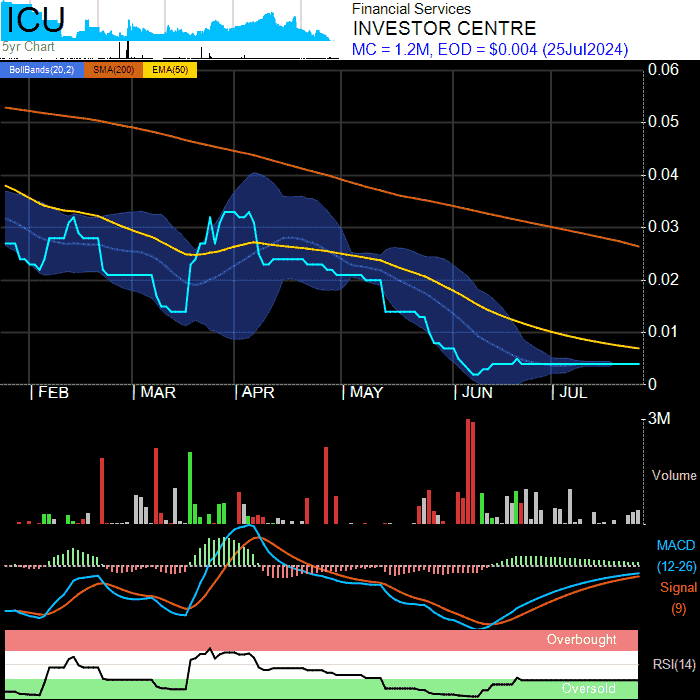 ICU
5yr Chart
Financial Services
INVESTOR CENTRE
MC = 1.2M, EOD = $0.004 (25Jul2024)
BollBands(20,2) SMA(200) EMA(50)
0.06
0.05
0.04
0.03
0.02
0.01
0
| FEB | MAR | APR | MAY | JUN | JUL
3M
Volume
MACD
(12-26)
Signal
(9)
Overbought
RSI(14)
Oversold